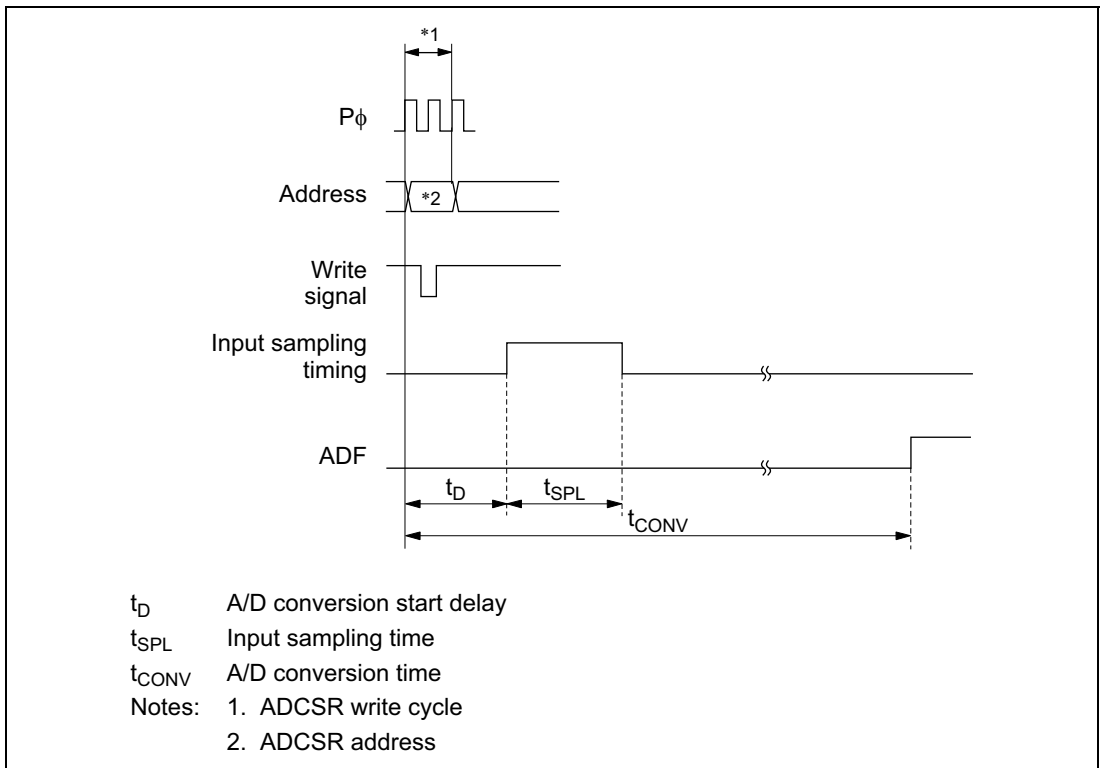 *1
Pϕ
Address
*2
Write
signal
Input sampling
timing
ADF
tD
tSPL
tCONV
tD A/D conversion start delay
tSPL Input sampling time
tCONV A/D conversion time
Notes: 1. ADCSR write cycle
2. ADCSR address